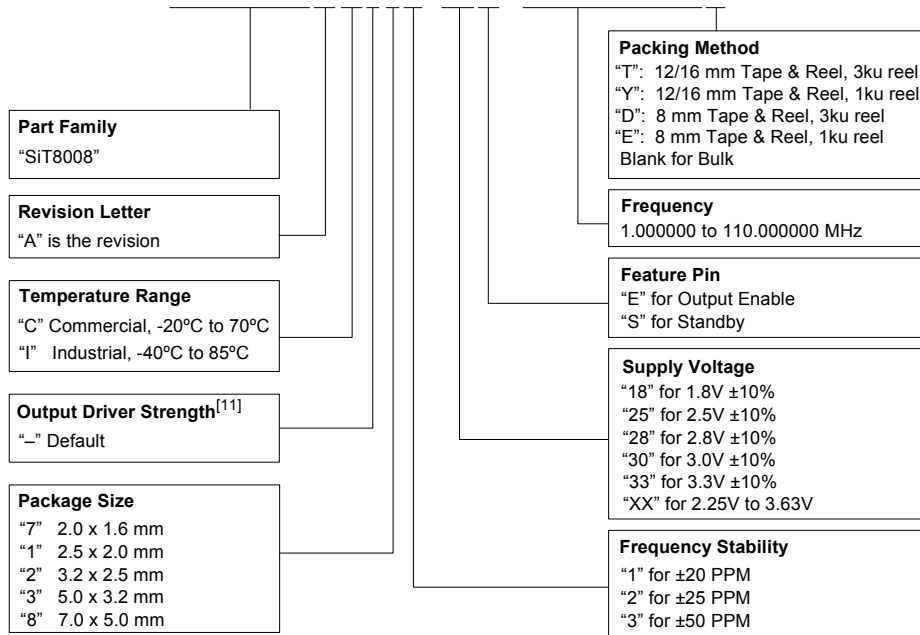 Part Family
"SiT8008"
Revision Letter
"A" is the revision
Temperature Range
"C" Commercial, -20ºC to 70ºC
"I" Industrial, -40ºC to 85ºC
Output Driver Strength[11]
"–" Default
Package Size
"7" 2.0 x 1.6 mm
"1" 2.5 x 2.0 mm
"2" 3.2 x 2.5 mm
"3" 5.0 x 3.2 mm
"8" 7.0 x 5.0 mm
Packing Method
"T": 12/16 mm Tape & Reel, 3ku reel
"Y": 12/16 mm Tape & Reel, 1ku reel
"D": 8 mm Tape & Reel, 3ku reel
"E": 8 mm Tape & Reel, 1ku reel
Blank for Bulk
Frequency
1.000000 to 110.000000 MHz
Feature Pin
"E" for Output Enable
"S" for Standby
Supply Voltage
"18" for 1.8V ±10%
"25" for 2.5V ±10%
"28" for 2.8V ±10%
"30" for 3.0V ±10%
"33" for 3.3V ±10%
"XX" for 2.25V to 3.63V
Frequency Stability
"1" for ±20 PPM
"2" for ±25 PPM
"3" for ±50 PPM